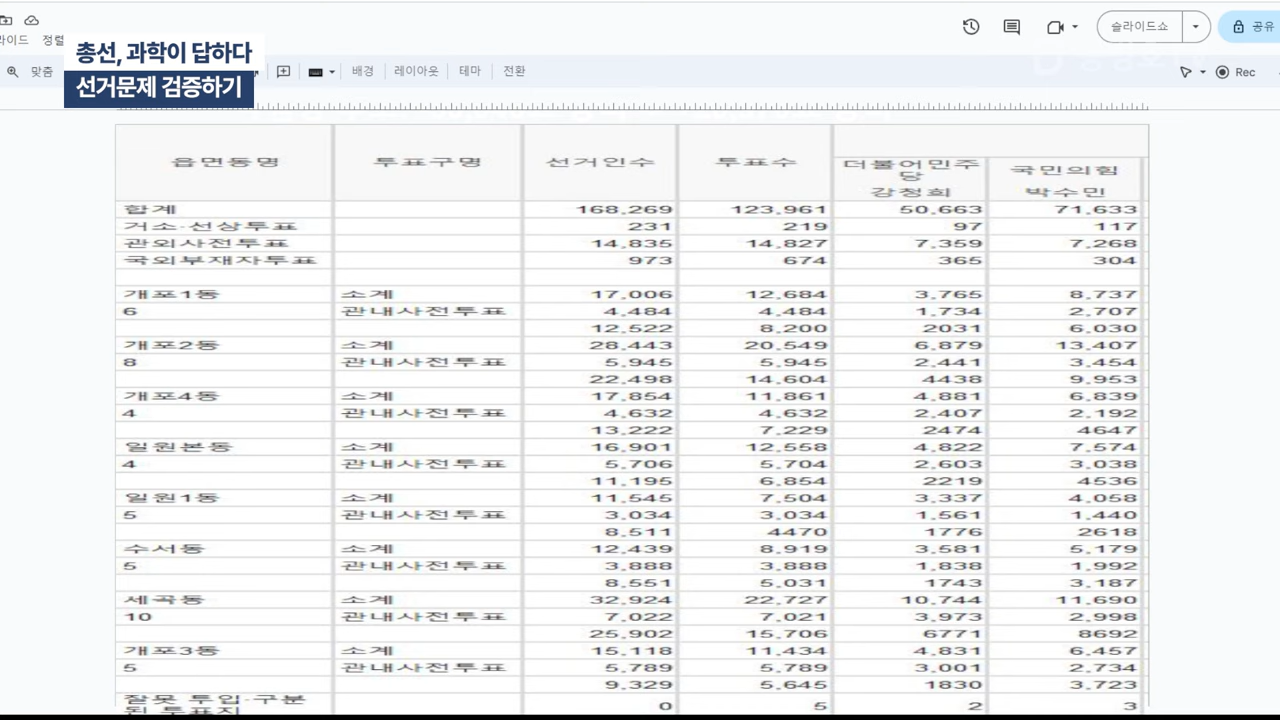 라이드 정렬
총선, 과학이 답하다
선거문제 검증하기
슬라이드쇼
공유
맞춤
배경 레이아웃 테마 전환
Rec
읍면동명 투표구명 선거인수 투표수 더불어민주당 강청희 국민의힘 박수민
합계 168,269 123,961 50,663 71,633
거소·선상투표 231 219 97 117
관외사전투표 14,835 14,827 7,359 7,268
국외부재자투표 973 674 365 304
개포1동 소계 17,006 12,684 3,765 8,737
6 관내사전투표 4,484 4,484 1,734 2,707
12,522 8,200 2031 6,030
개포2동 소계 28,443 20,549 6,879 13,407
8 관내사전투표 5,945 5,945 2,441 3,454
22,498 14,604 4438 9,953
개포4동 소계 17,854 11,861 4,881 6,839
4 관내사전투표 4,632 4,632 2,407 2,192
13,222 7,229 2474 4647
일원본동 소계 16,901 12,558 4,822 7,574
4 관내사전투표 5,706 5,704 2,603 3,038
11,195 6,854 2219 4536
일원1동 소계 11,545 7,504 3,337 4,058
5 관내사전투표 3,034 3,034 1,561 1,440
8,511 4470 1776 2618
수서동 소계 12,439 8,919 3,581 5,179
5 관내사전투표 3,888 3,888 1,838 1,992
8,551 5,031 1743 3,187
세곡동 소계 32,924 22,727 10,744 11,690
10 관내사전투표 7,022 7,021 3,973 2,998
25,902 15,706 6771 8692
개포3동 소계 15,118 11,434 4,831 6,457
5 관내사전투표 5,789 5,789 3,001 2,734
9,329 5,645 1830 3,723
잘못 투입·구분된 투표지 0 5 2 3